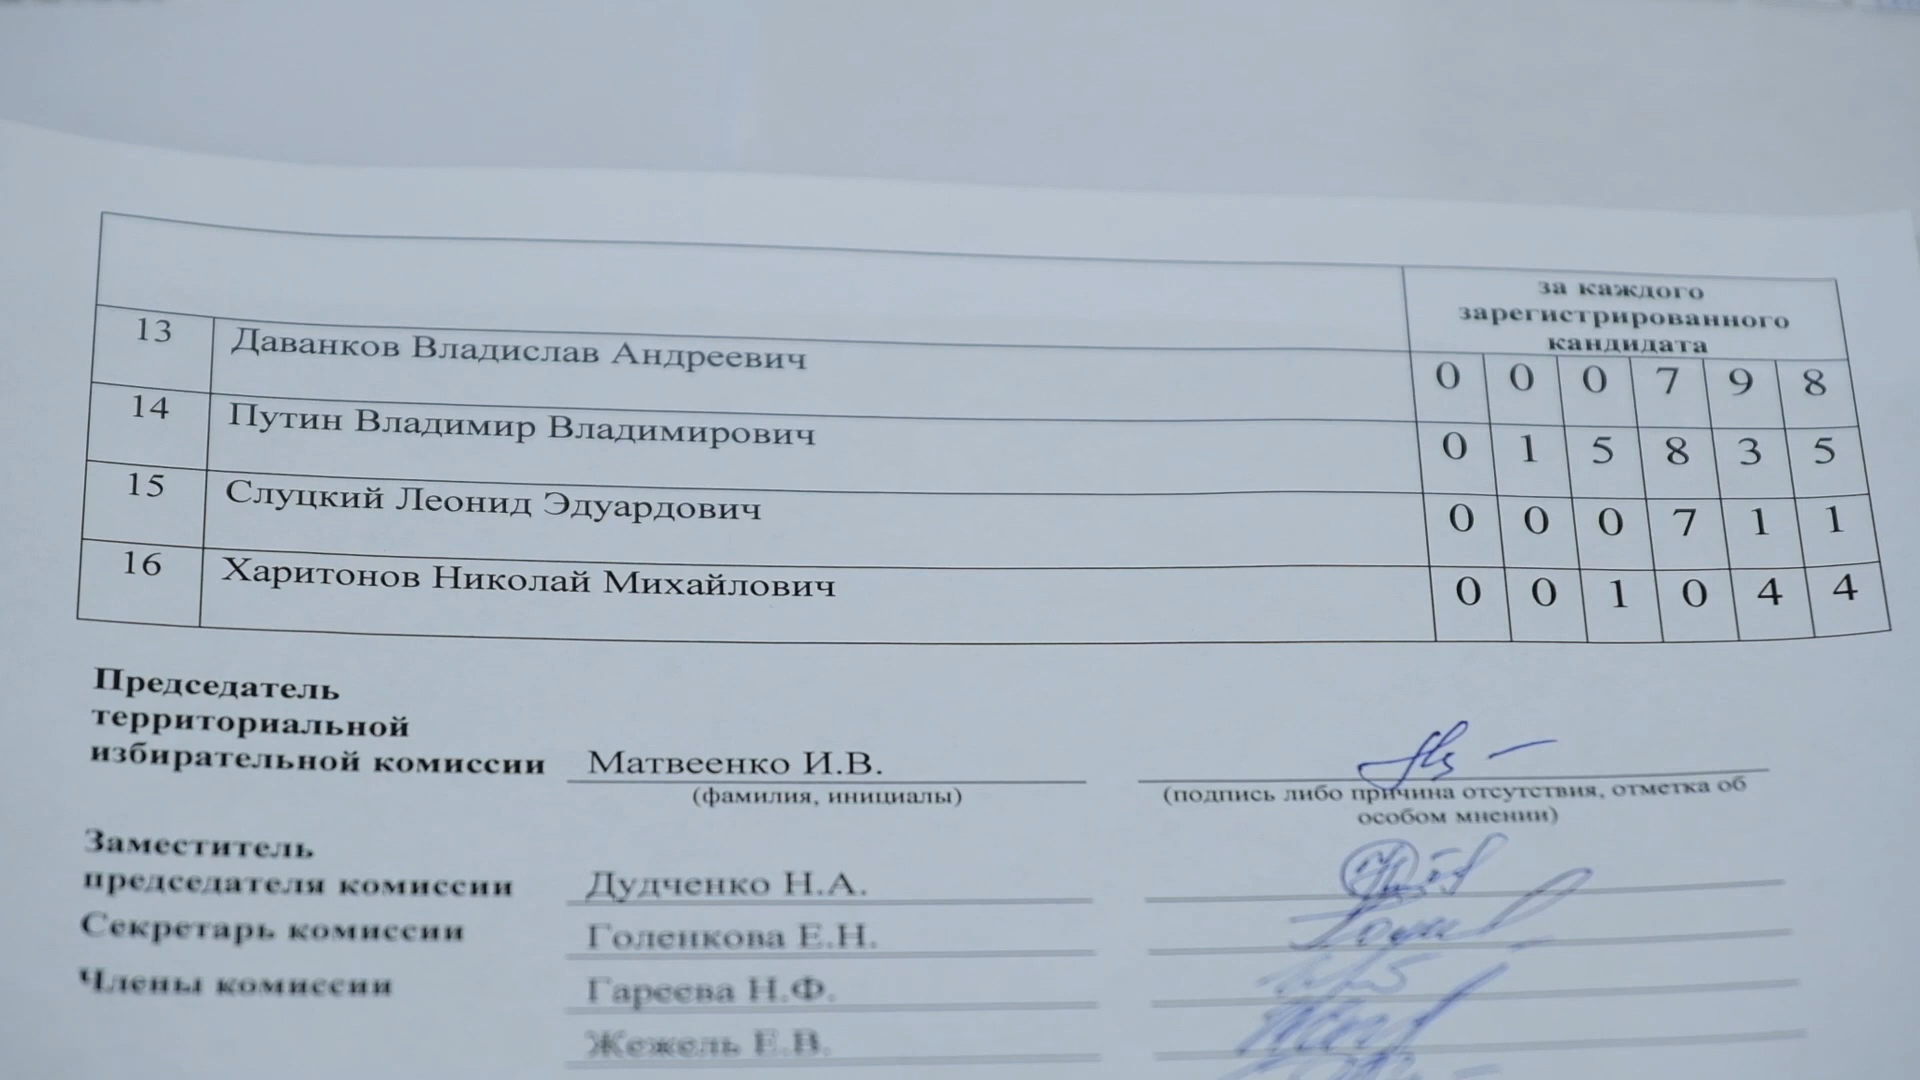 за каждого
зарегистрированного
кандидата
13 Даванков Владислав Андреевич 0 0 0 7 9 8
14 Путин Владимир Владимирович 0 1 5 8 3 5
15 Слуцкий Леонид Эдуардович 0 0 0 7 1 1
16 Харитонов Николай Михайлович 0 0 1 0 4 4
Председатель
территориальной
избирательной комиссии Матвеенко И.В.
(фамилия, инициалы) (подпись либо причина отсутствия, отметка об
особом мнении)
Заместитель
председателя комиссии Дудченко Н.А.
Секретарь комиссии Голенкова Е.Н.
Члены комиссии Гареева Н.Ф.
Жежель Е.В.